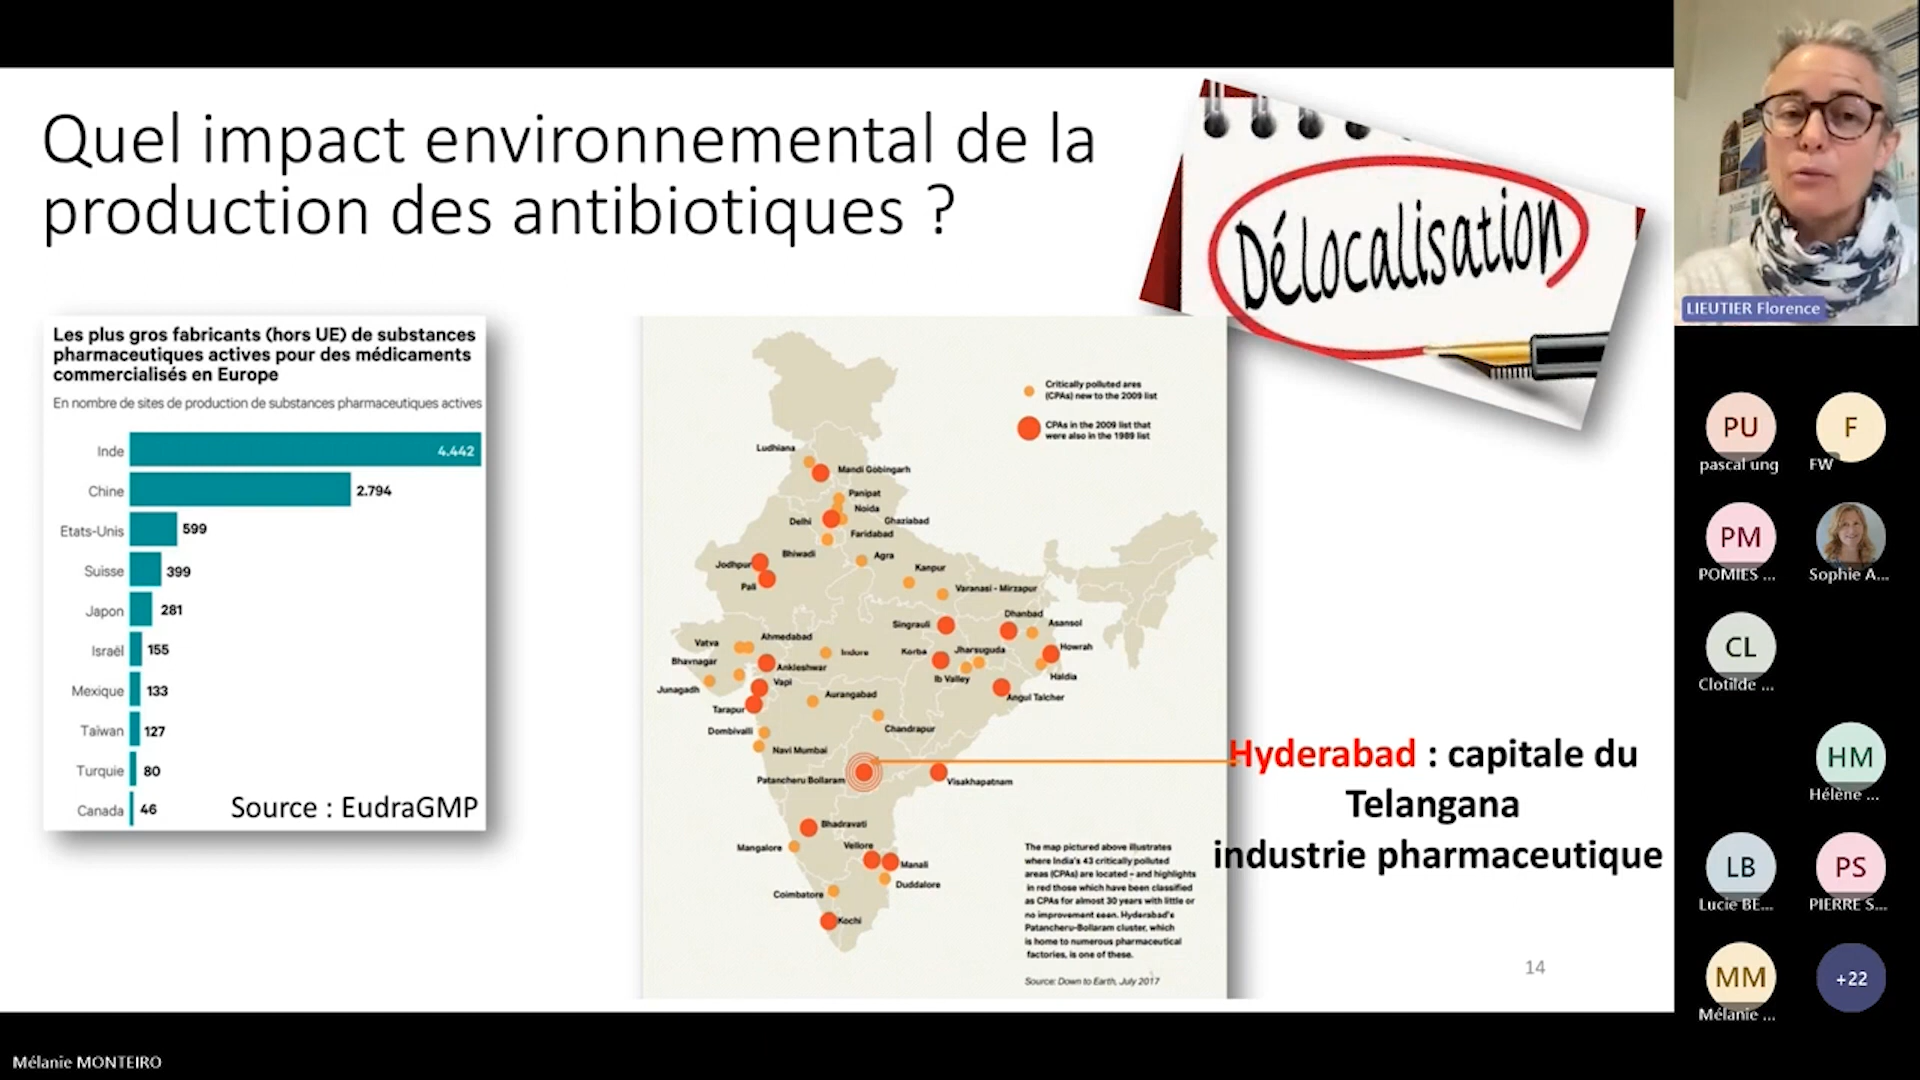 Quel impact environnemental de la
production des antibiotiques ?
Délocalisation
Les plus gros fabricants (hors UE) de substances
pharmaceutiques actives pour des médicaments
commercialisés en Europe
En nombre de sites de production de substances pharmaceutiques actives
Inde 4.442
Chine 2.794
Etats-Unis 599
Suisse 399
Japon 281
Israël 155
Mexique 133
Taïwan 127
Turquie 80
Canada 46
Source : EudraGMP
Critically polluted ares
(CPAs) new to the 2009 list
CPAs in the 2009 list that
were also in the 1989 list
Ludhiana
Mandi Gobingarh
Panipat
Noida
Delhi
Ghaziabad
Faridabad
Bhiwadi
Agra
Jodhpur
Kanpur
Pali
Varanasi - Mirzapur
Dhanbad
Singrauli
Asansol
Vatva
Ahmedabad
Indore
Korba
Jharsuguda
Howrah
Bhavnagar
Ankleshwar
Ib Valley
Haldia
Junagadh
Vapi
Aurangabad
Angul Talcher
Tarapur
Dombivalli
Chandrapur
Navi Mumbai
Patancheru Bollaram
Visakhapatnam
Bhadravati
Mangalore
Vellore
Manali
Duddalore
Coimbatore
Kochi
The map pictured above illustrates
where India's 43 critically polluted
areas (CPAs) are located – and highlights
in red those which have been classified
as CPAs for almost 30 years with little or
no improvement seen. Hyderabad's
Patancheru-Bollaram cluster, which
is home to numerous pharmaceutical
factories, is one of these.
Source: Down to Earth, July 2017
Hyderabad : capitale du
Telangana
industrie pharmaceutique
14
LIEUTIER Florence
PU
pascal ung
F
FW
PM
POMIES ...
Sophie A...
CL
Clotilde ...
HM
Hélène ...
LB
Lucie BE...
PS
PIERRE S...
MM
Mélanie ...
+22
Mélanie MONTEIRO